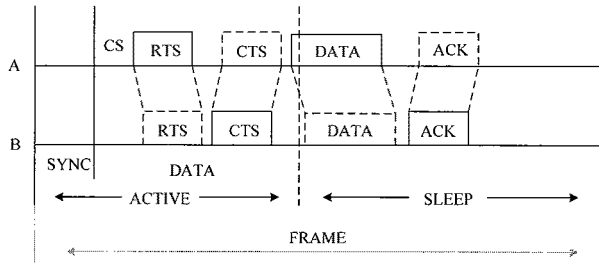 CS RTS CTS DATA ACK
A
RTS CTS DATA ACK
B
SYNC DATA
ACTIVE SLEEP
FRAME